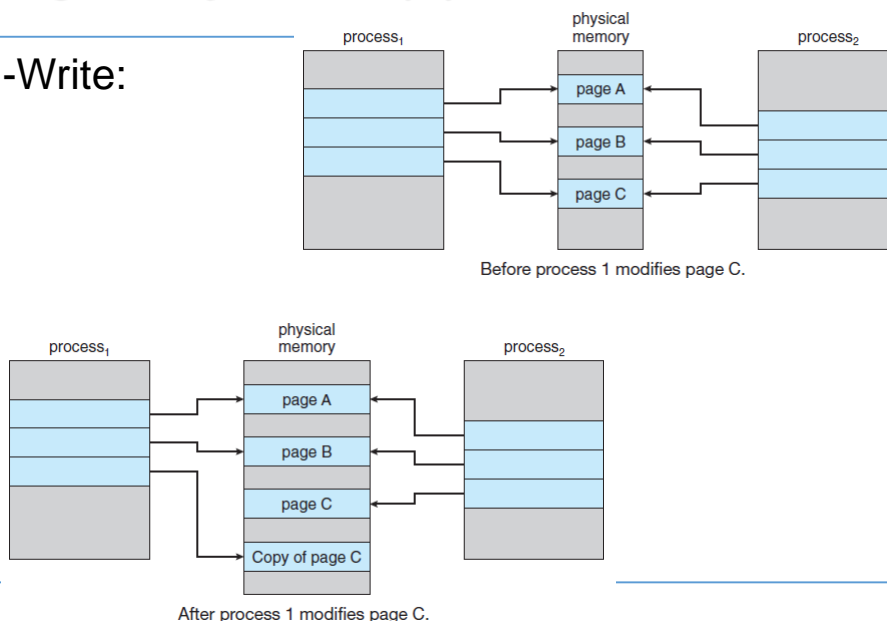 -Write:
process₁
physical
memory
process₂
page A
page B
page C
Before process 1 modifies page C.
process₁
physical
memory
process₂
page A
page B
page C
Copy of page C
After process 1 modifies page C.